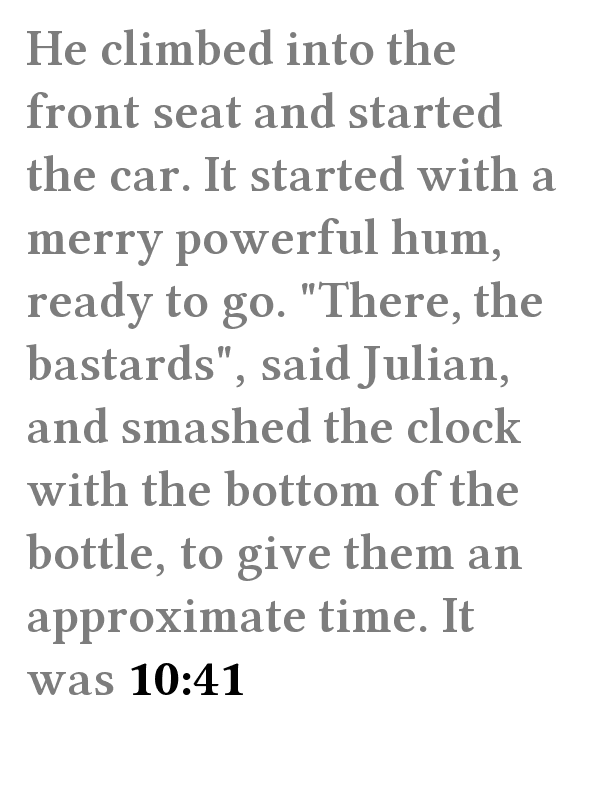 He climbed into the
front seat and started
the car. It started with a
merry powerful hum,
ready to go. "There, the
bastards", said Julian,
and smashed the clock
with the bottom of the
bottle, to give them an
approximate time. It
was 10:41